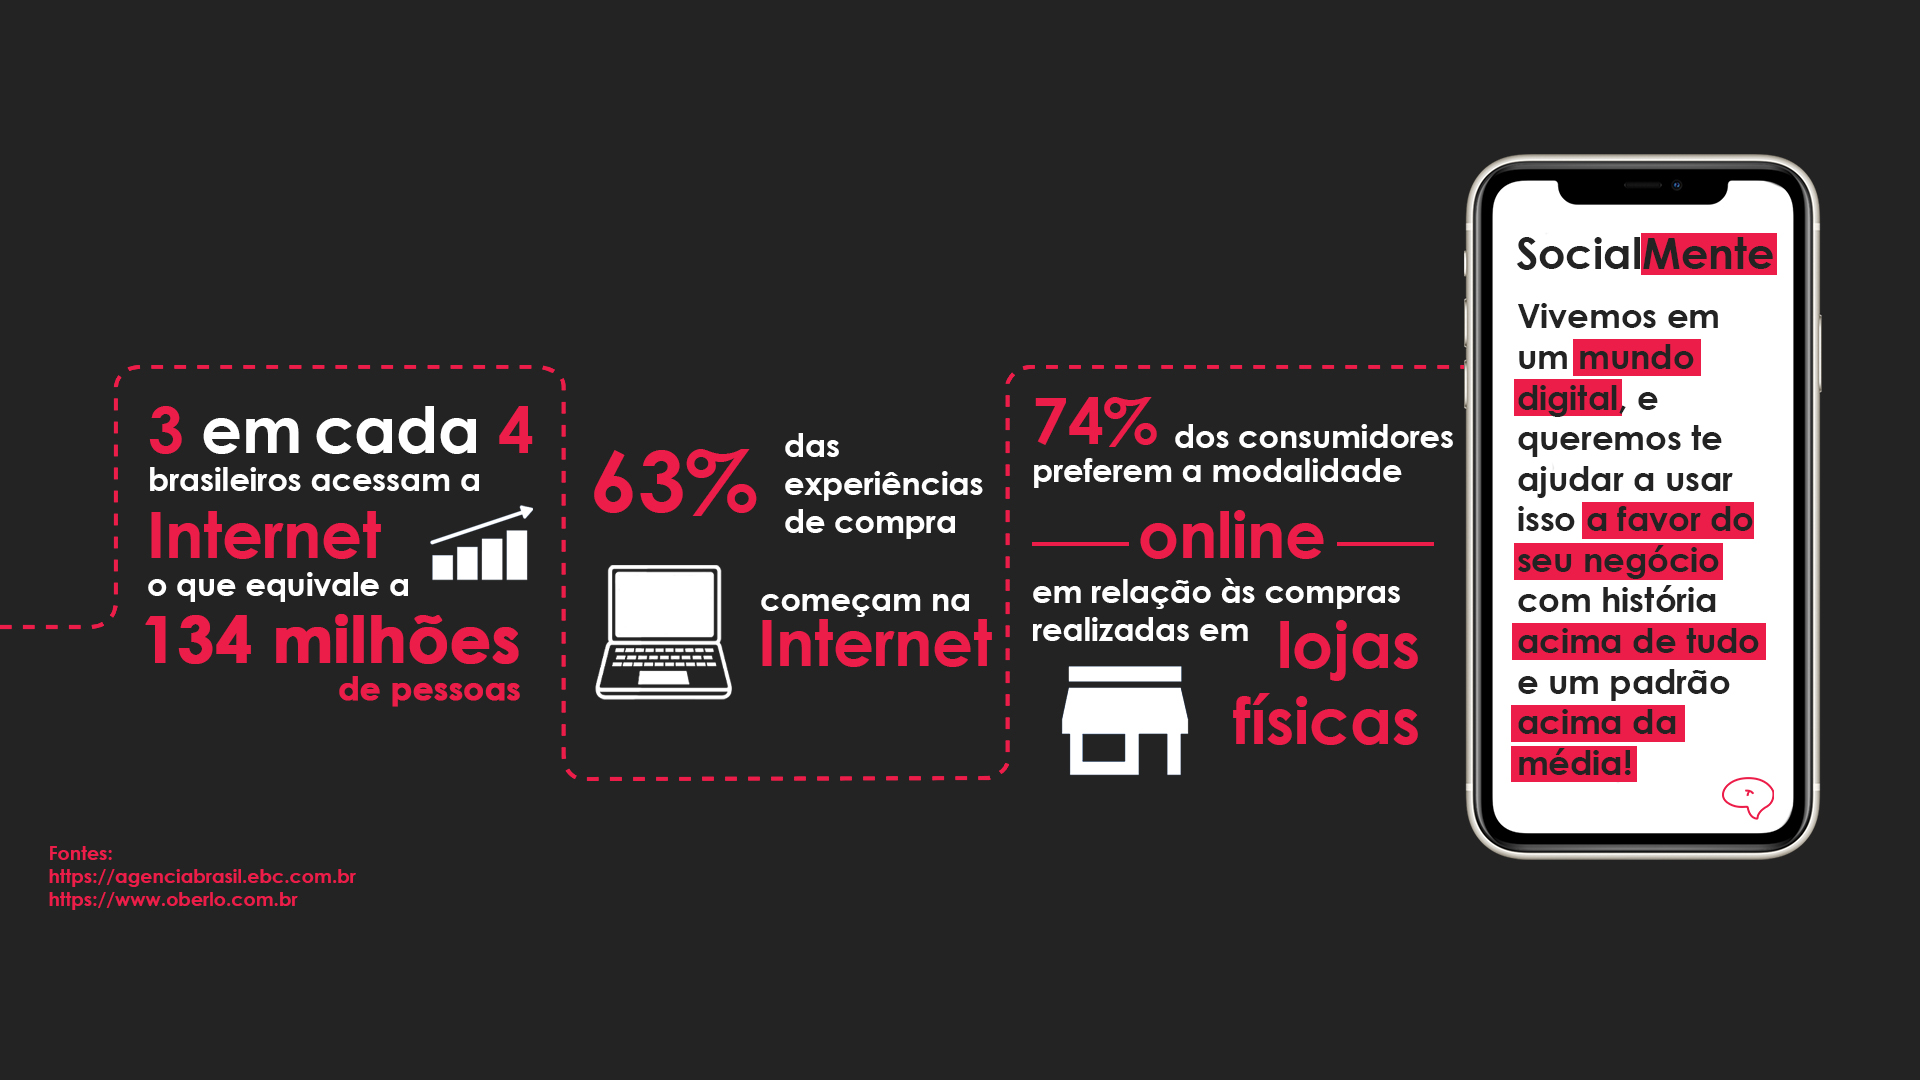 3 em cada 4
brasileiros acessam a
Internet
o que equivale a
134 milhões
de pessoas
63%
das
experiências
de compra
começam na
Internet
74% dos consumidores
preferem a modalidade
online
em relação às compras
realizadas em lojas
físicas
SocialMente
Vivemos em
um mundo
digital, e
queremos te
ajudar a usar
isso a favor do
seu negócio
com história
acima de tudo
e um padrão
acima da
média!
Fontes:
https://agenciabrasil.ebc.com.br
https://www.oberlo.com.br